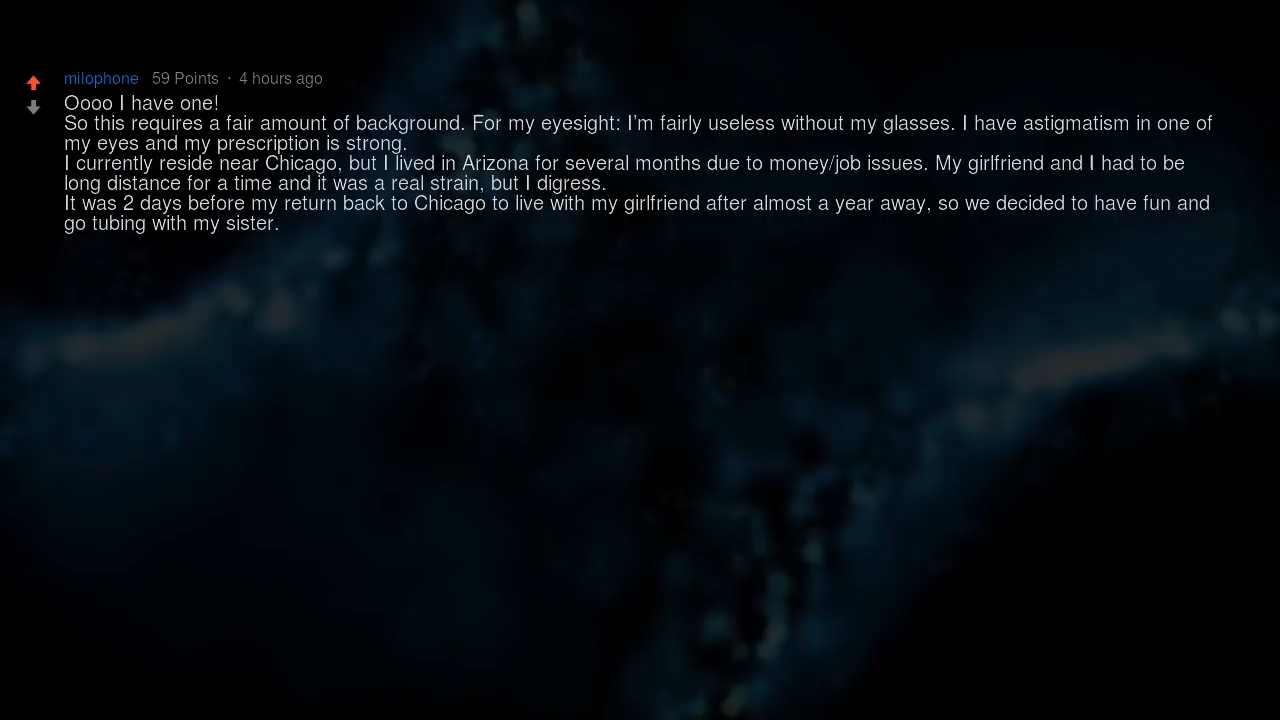 milophone 59 Points · 4 hours ago
Oooo I have one!
So this requires a fair amount of background. For my eyesight: I'm fairly useless without my glasses. I have astigmatism in one of
my eyes and my prescription is strong.
I currently reside near Chicago, but I lived in Arizona for several months due to money/job issues. My girlfriend and I had to be
long distance for a time and it was a real strain, but I digress.
It was 2 days before my return back to Chicago to live with my girlfriend after almost a year away, so we decided to have fun and
go tubing with my sister.